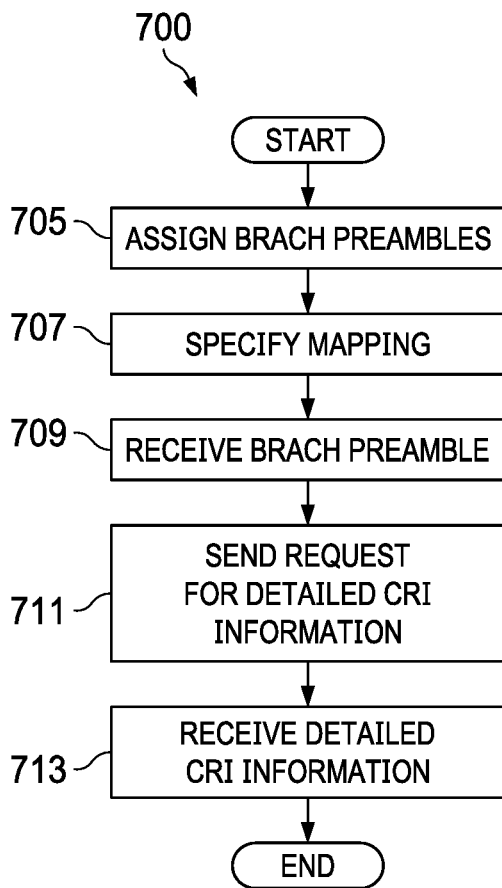 700
START
705
ASSIGN BRACH PREAMBLES
707
SPECIFY MAPPING
709
RECEIVE BRACH PREAMBLE
711
SEND REQUEST
FOR DETAILED CRI
INFORMATION
713
RECEIVE DETAILED
CRI INFORMATION
END